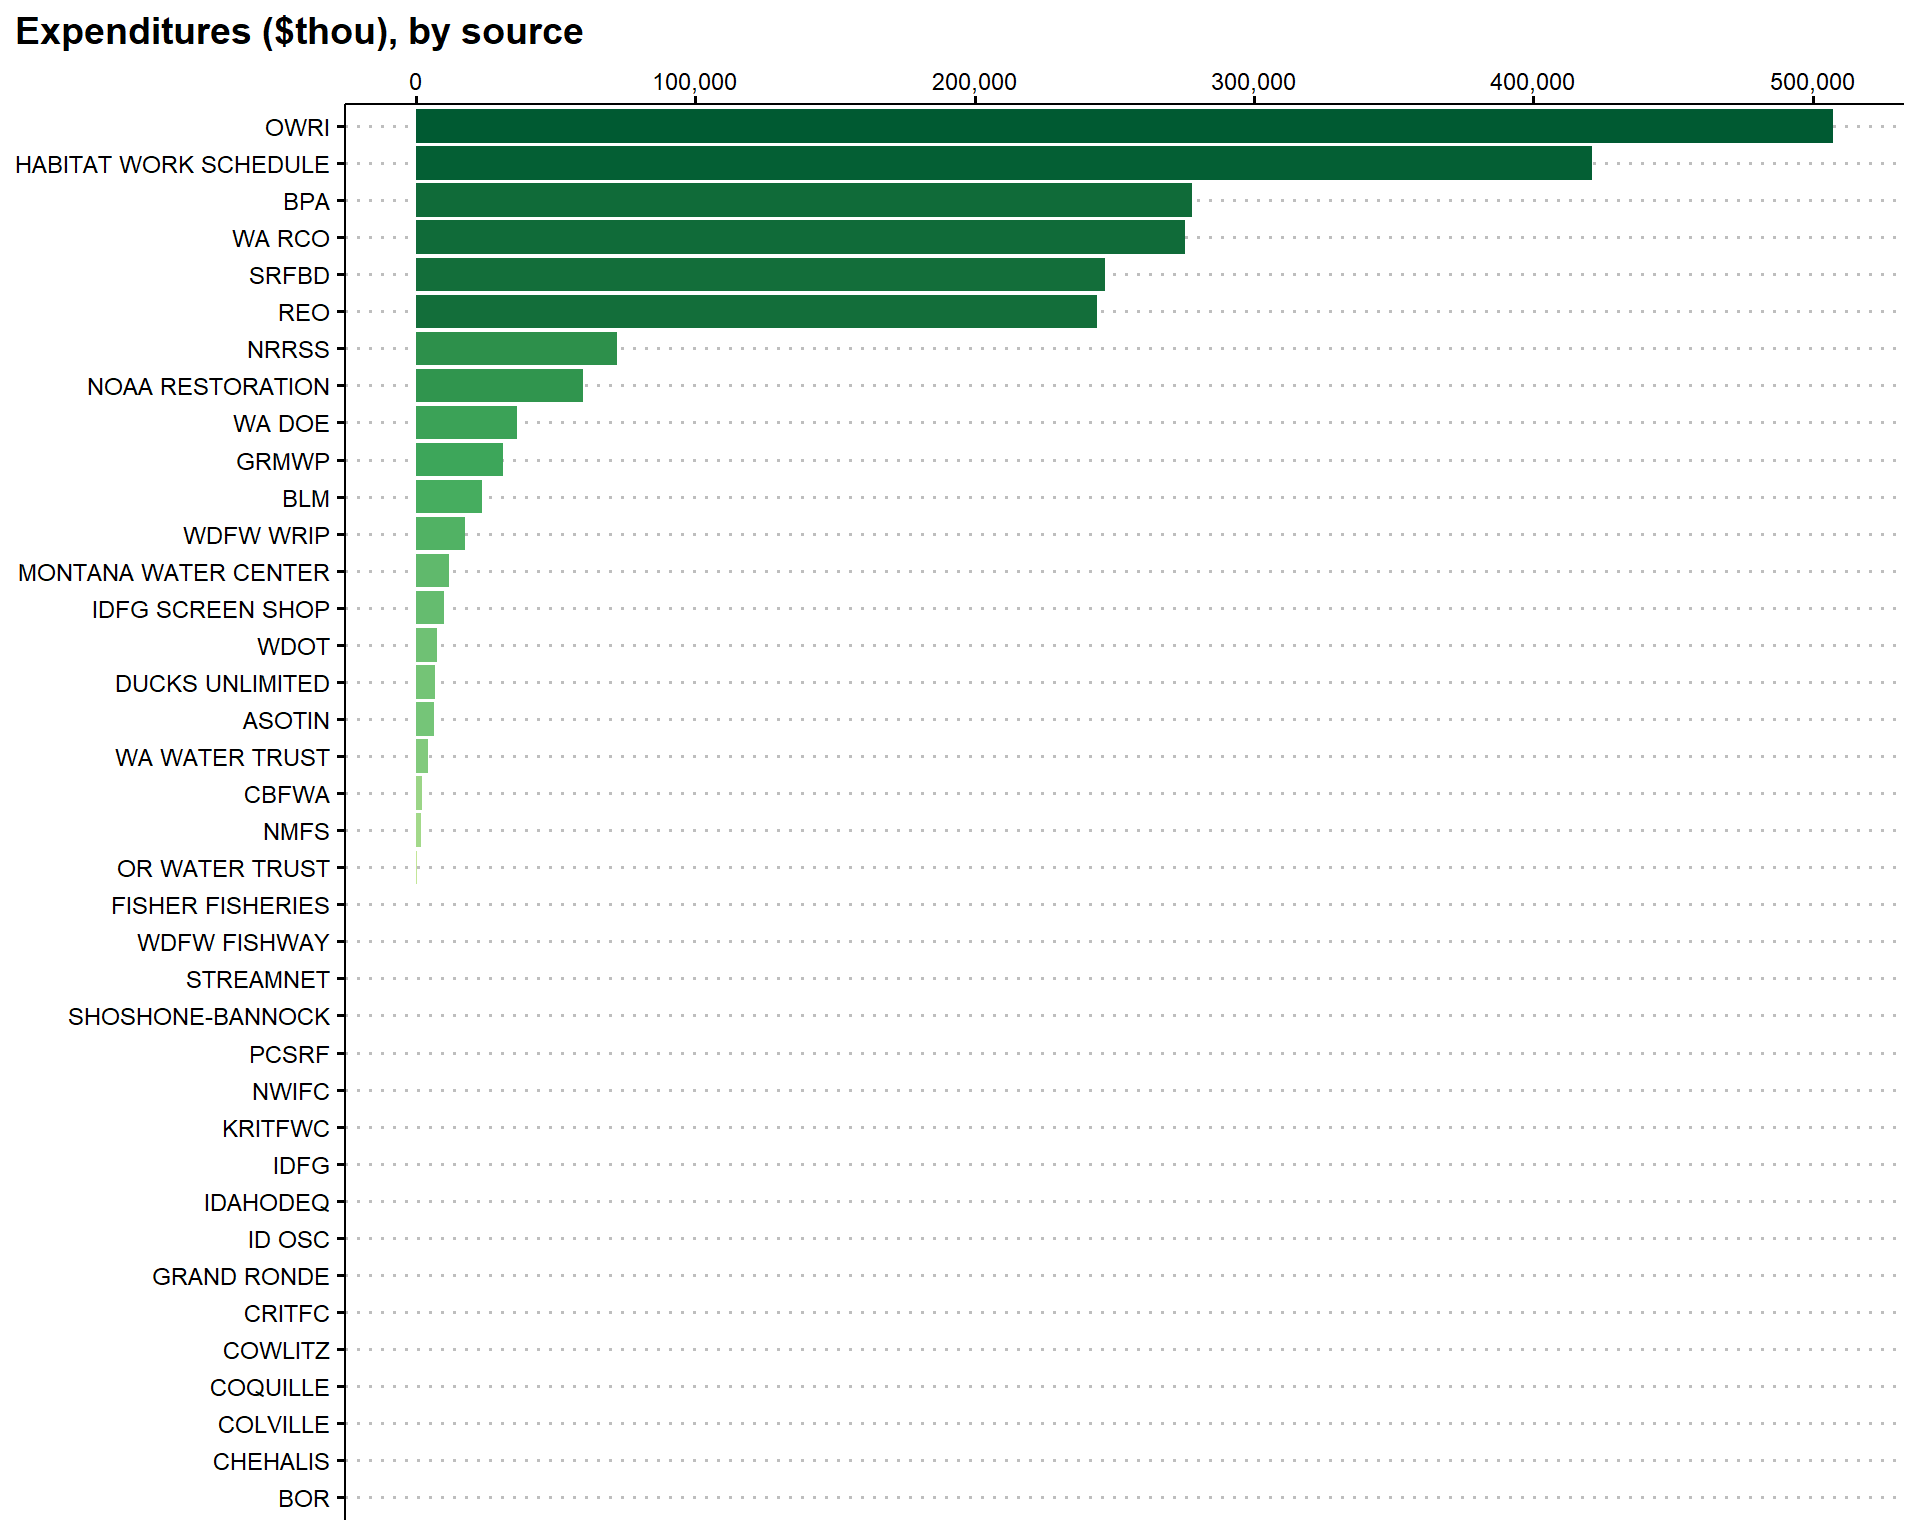 Expenditures ($thou), by source
0 100,000 200,000 300,000 400,000 500,000
OWRI
HABITAT WORK SCHEDULE
BPA
WA RCO
SRFBD
REO
NRRSS
NOAA RESTORATION
WA DOE
GRMWP
BLM
WDFW WRIP
MONTANA WATER CENTER
IDFG SCREEN SHOP
WDOT
DUCKS UNLIMITED
ASOTIN
WA WATER TRUST
CBFWA
NMFS
OR WATER TRUST
FISHER FISHERIES
WDFW FISHWAY
STREAMNET
SHOSHONE-BANNOCK
PCSRF
NWIFC
KRITFWC
IDFG
IDAHODEQ
ID OSC
GRAND RONDE
CRITFC
COWLITZ
COQUILLE
COLVILLE
CHEHALIS
BOR